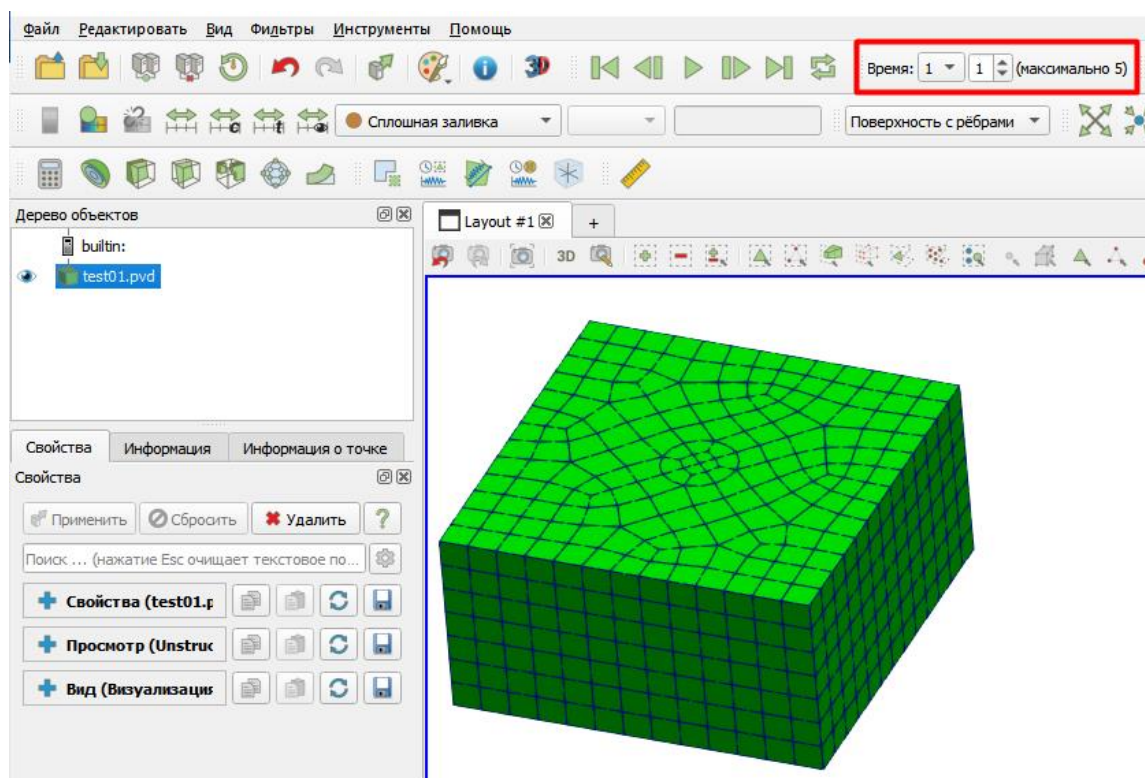 Файл Редактировать Вид Фильтры Инструменты Помощь
3D Время: 1 1 (максимально 5)
Сплошная заливка Поверхность с рёбрами
Дерево объектов
Layout #1 +
builtin:
3D
test01.pvd
Свойства Информация Информация о точке
Свойства
Применить Сбросить Удалить ?
Поиск ... (нажатие Esc очищает текстовое по...
Свойства (test01.p
Просмотр (Unstruc
Вид (Визуализация